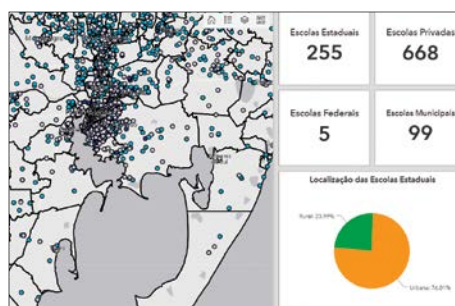 Escolas Estaduais
255
Escolas Privadas
668
Escolas Federais
5
Escolas Municipais
99
Localização das Escolas Estaduais
Rural: 23,99%
Urbana: 76,01%